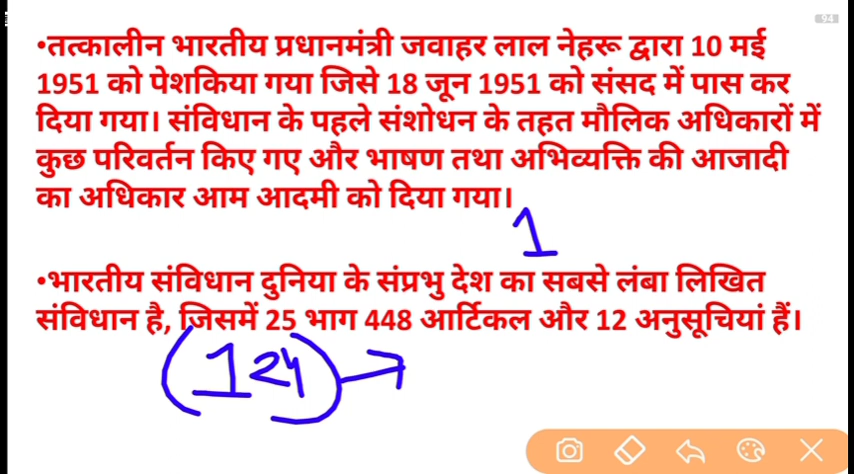 94
•तत्कालीन भारतीय प्रधानमंत्री जवाहर लाल नेहरू द्वारा 10 मई
1951 को पेशकिया गया जिसे 18 जून 1951 को संसद में पास कर
दिया गया। संविधान के पहले संशोधन के तहत मौलिक अधिकारों में
कुछ परिवर्तन किए गए और भाषण तथा अभिव्यक्ति की आजादी
का अधिकार आम आदमी को दिया गया।
1
•भारतीय संविधान दुनिया के संप्रभु देश का सबसे लंबा लिखित
संविधान है, जिसमें 25 भाग 448 आर्टिकल और 12 अनुसूचियां हैं।
(124)